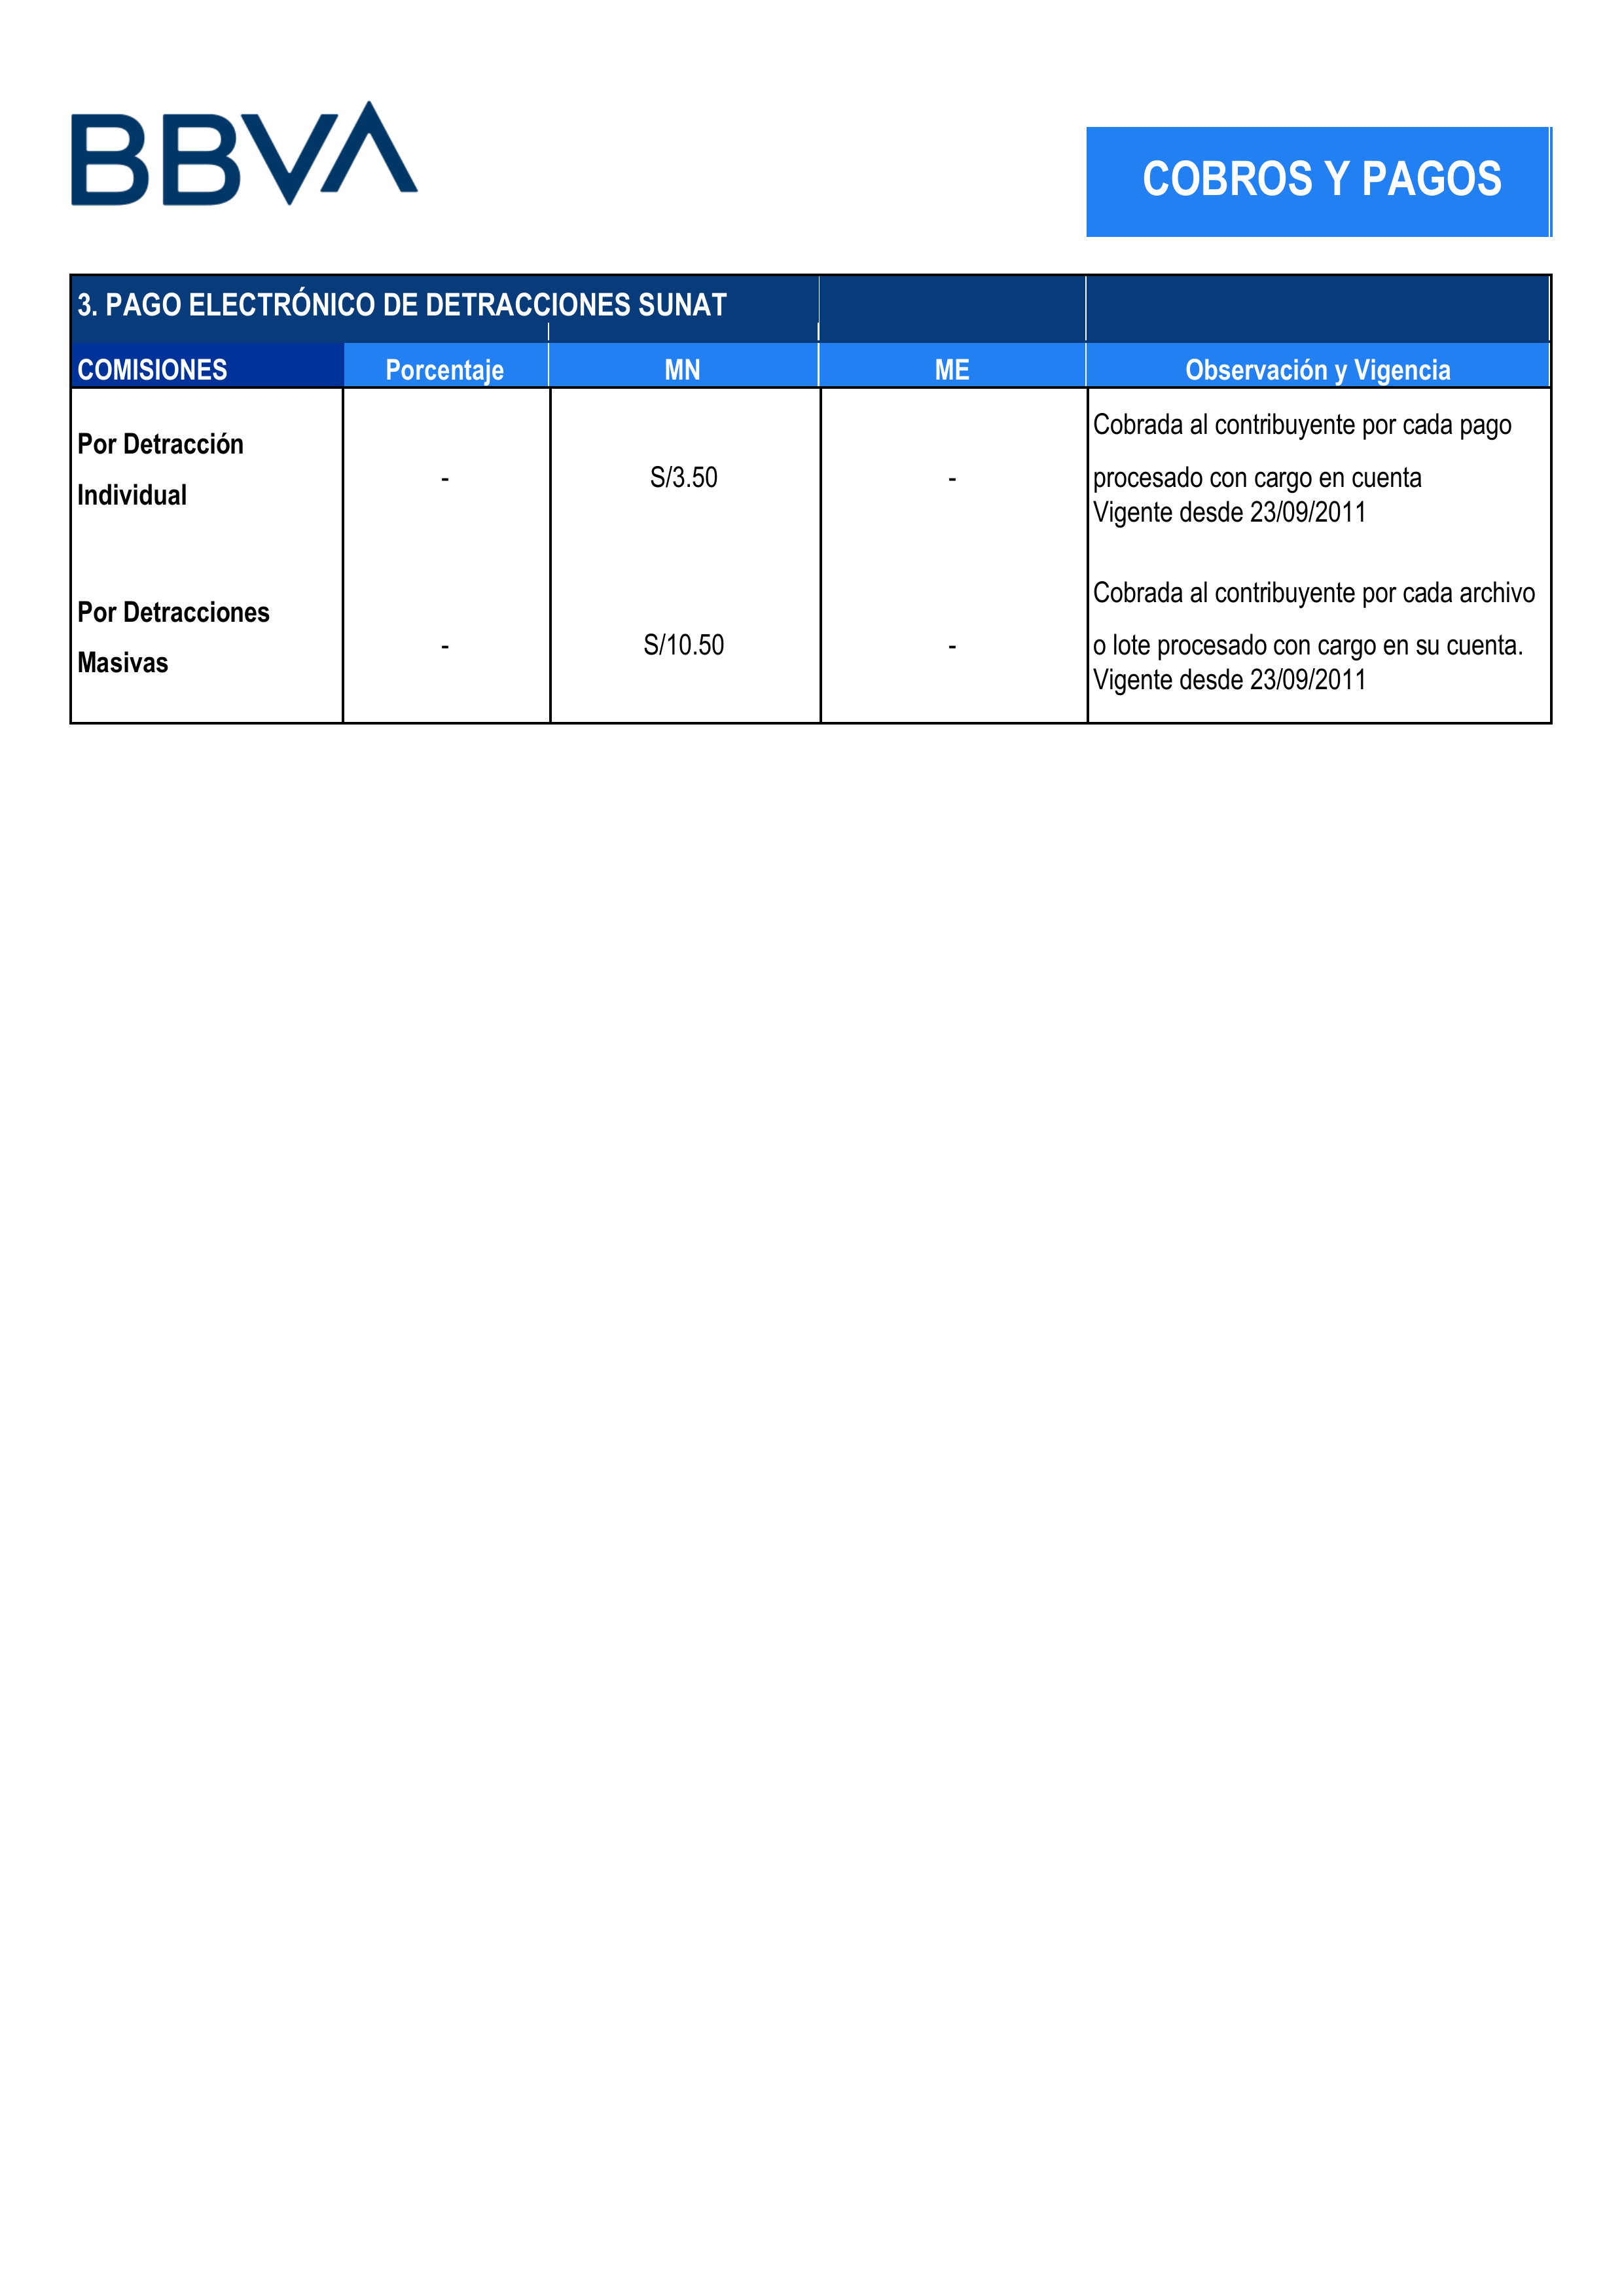 BBVA
COBROS Y PAGOS
3. PAGO ELECTRÓNICO DE DETRACCIONES SUNAT
COMISIONES Porcentaje MN ME Observación y Vigencia
Por Detracción
Individual
-
S/3.50
-
Cobrada al contribuyente por cada pago
procesado con cargo en cuenta
Vigente desde 23/09/2011
Por Detracciones
Masivas
-
S/10.50
-
Cobrada al contribuyente por cada archivo
o lote procesado con cargo en su cuenta.
Vigente desde 23/09/2011